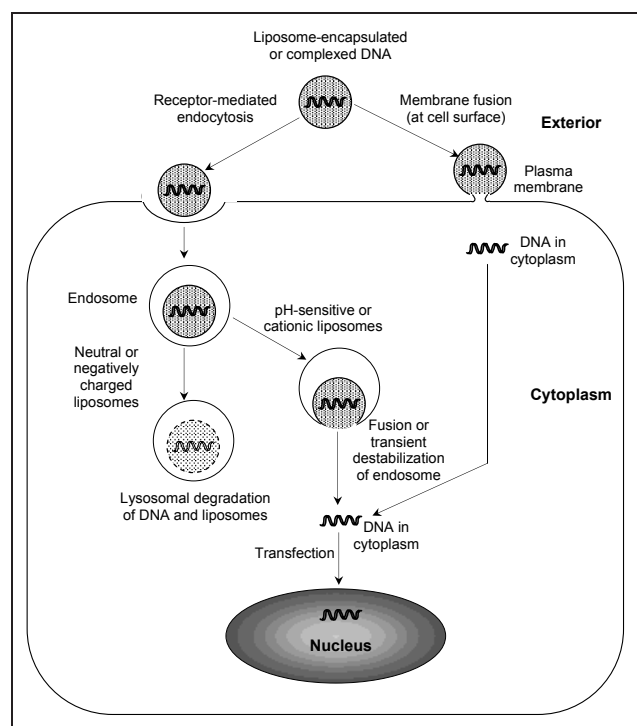 Liposome-encapsulated
or complexed DNA
Receptor-mediated
endocytosis
Membrane fusion
(at cell surface)
Exterior
Plasma
membrane
DNA in
cytoplasm
Endosome
pH-sensitive or
cationic liposomes
Neutral or
negatively
charged
liposomes
Cytoplasm
Fusion or
transient
destabilization
of endosome
Lysosomal degradation
of DNA and liposomes
DNA in
cytoplasm
Transfection
Nucleus